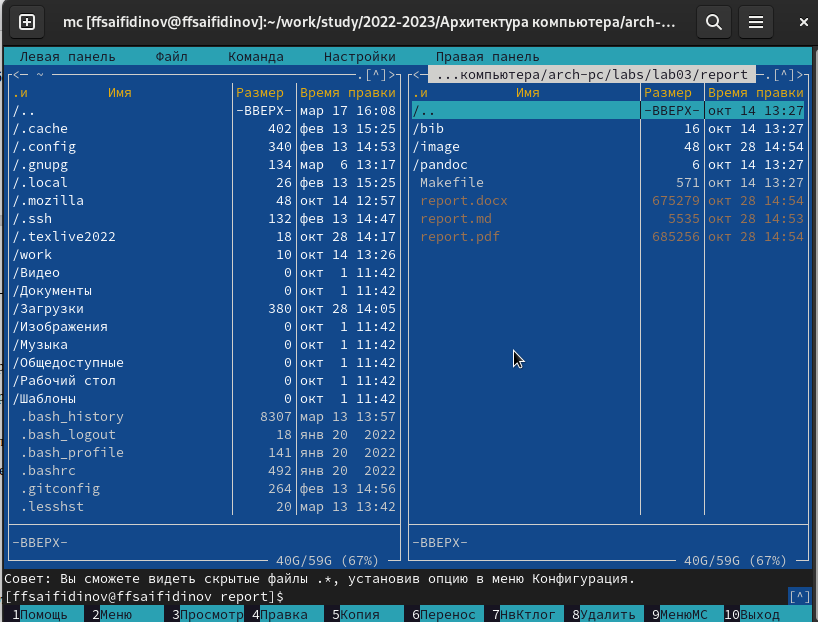 mc [ffsaifidinov@ffsaifidinov]:~/work/study/2022-2023/Архитектура компьютера/arch-...
Левая панель Файл Команда Настройки Правая панель
<─ ~ .[^]> <─ ...компьютера/arch-pc/labs/lab03/report .[^]>
.и Имя Размер Время правки .и Имя Размер Время правки
/.. -ВВЕРХ- мар 17 16:08 /.. -ВВЕРХ- окт 14 13:27
/.cache 402 фев 13 15:25 /bib 16 окт 14 13:27
/.config 340 фев 13 14:53 /image 48 окт 28 14:54
/.gnupg 134 мар 6 13:17 /pandoc 6 окт 14 13:27
/.local 26 фев 13 15:25 Makefile 571 окт 14 13:27
/.mozilla 48 окт 14 12:57 report.docx 675279 окт 28 14:54
/.ssh 132 фев 13 14:47 report.md 5535 окт 28 14:53
/.texlive2022 18 окт 28 14:17 report.pdf 685256 окт 28 14:54
/work 10 окт 14 13:26
/Видео 0 окт 1 11:42
/Документы 0 окт 1 11:42
/Загрузки 380 окт 28 14:05
/Изображения 0 окт 1 11:42
/Музыка 0 окт 1 11:42
/Общедоступные 0 окт 1 11:42
/Рабочий стол 0 окт 1 11:42
/Шаблоны 0 окт 1 11:42
.bash_history 8307 мар 13 13:57
.bash_logout 18 янв 20 2022
.bash_profile 141 янв 20 2022
.bashrc 492 янв 20 2022
.gitconfig 264 фев 13 14:56
.lesshst 20 мар 13 13:42
-ВВЕРХ- -ВВЕРХ-
40G/59G (67%) 40G/59G (67%)
Совет: Вы сможете видеть скрытые файлы .*, установив опцию в меню Конфигурация.
[ffsaifidinov@ffsaifidinov report]$ [^]
1Помощь 2Меню 3Просмотр 4Правка 5Копия 6Перенос 7НвКтлог 8Удалить 9МенюМС 10Выход